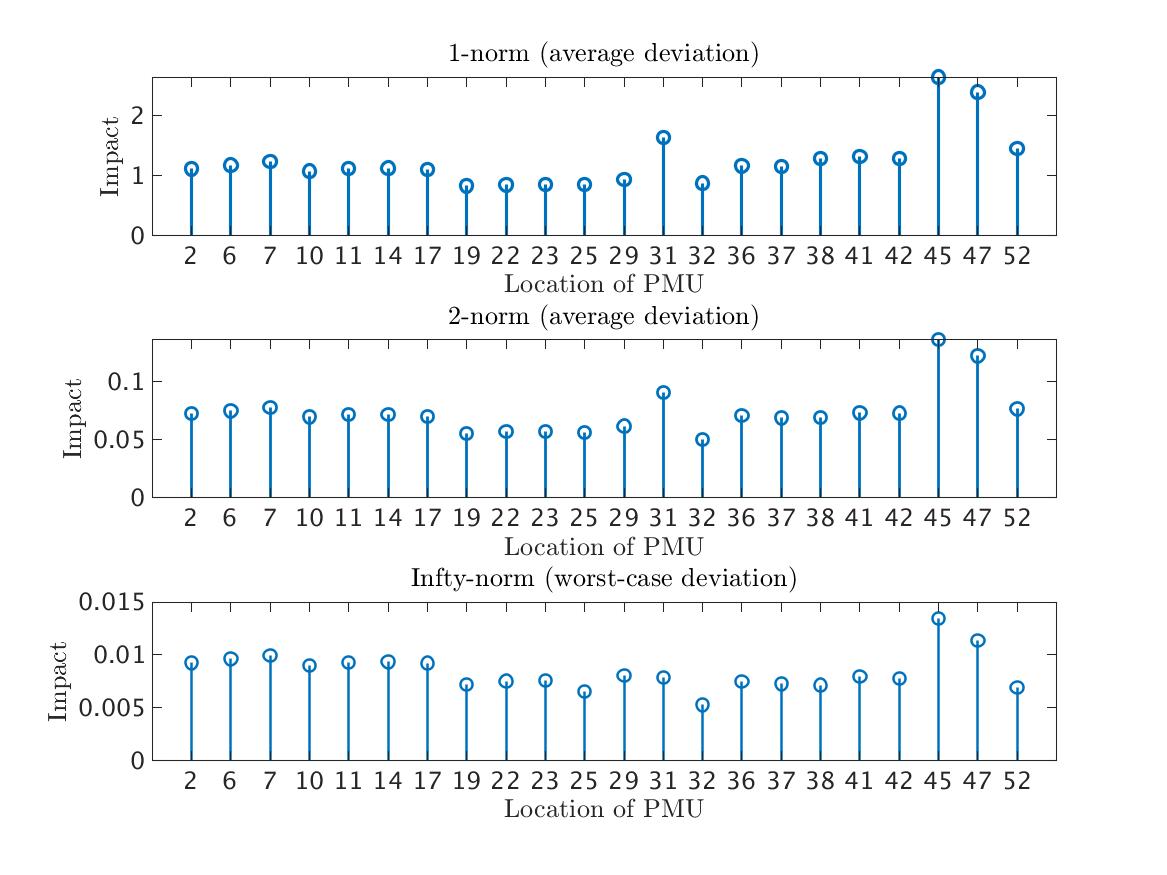 1-norm (average deviation)
Impact
2
1
0
2 6 7 10 11 14 17 19 22 23 25 29 31 32 36 37 38 41 42 45 47 52
Location of PMU
2-norm (average deviation)
Impact
0.1
0.05
0
2 6 7 10 11 14 17 19 22 23 25 29 31 32 36 37 38 41 42 45 47 52
Location of PMU
Infty-norm (worst-case deviation)
Impact
0.015
0.01
0.005
0
2 6 7 10 11 14 17 19 22 23 25 29 31 32 36 37 38 41 42 45 47 52
Location of PMU